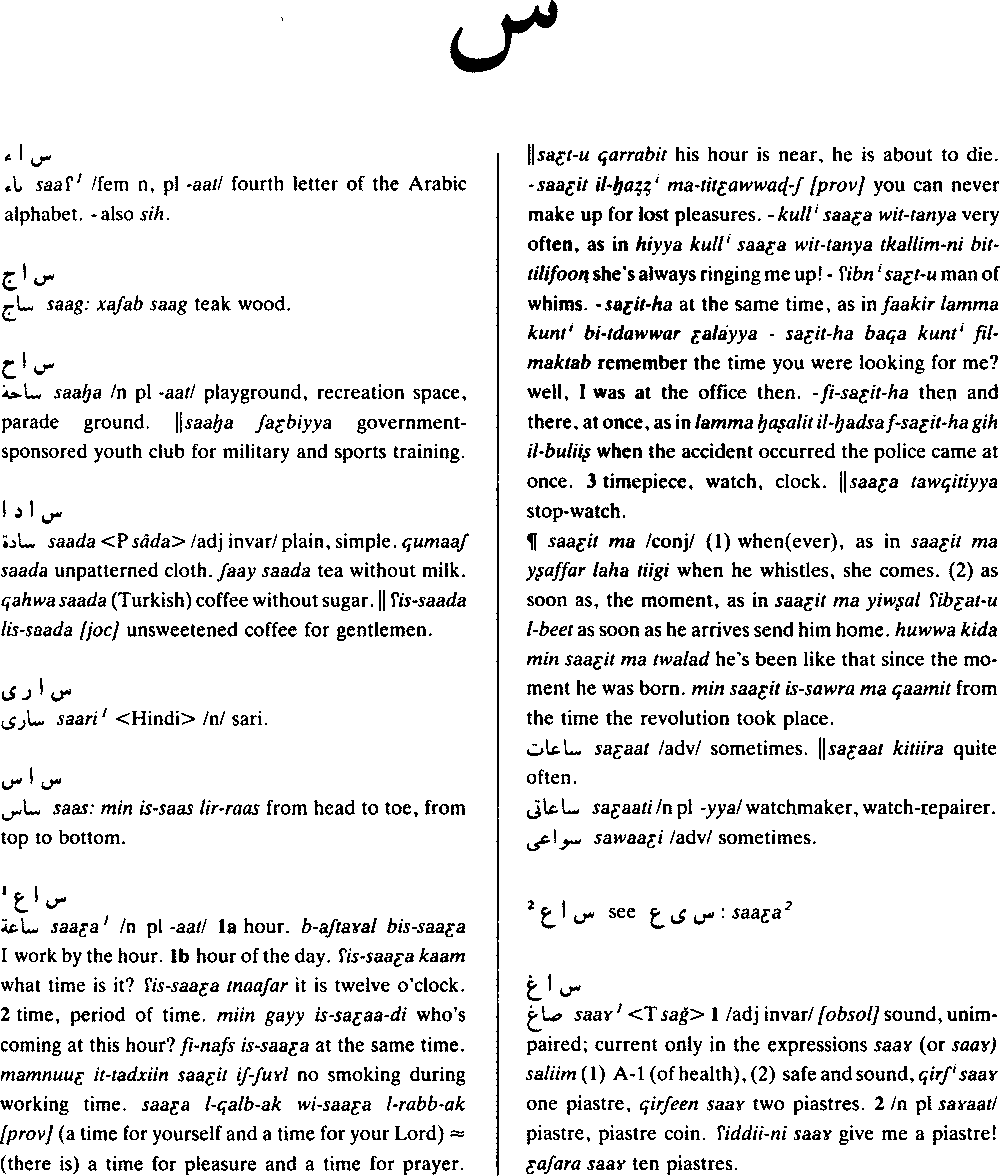 س
س ا ء
ثاء saaʔ¹ /fem n, pl -aat/ fourth letter of the Arabic
alphabet. -also sih.
س ا ج
ساج saag: xaʃab saag teak wood.
س ا ح
ساحة saaḥa /n pl -aat/ playground, recreation space,
parade ground. ‖saaḥa ʃaɛbiyya government-
sponsored youth club for military and sports training.
س ا د ا
سادة saada <P sâda> /adj invar/ plain, simple. qumaaʃ
saada unpatterned cloth. ʃaay saada tea without milk.
qahwa saada (Turkish) coffee without sugar. ‖ ʔis-saada
lis-saada [joc] unsweetened coffee for gentlemen.
س ا ر ى
سارى saari¹ <Hindi> /n/ sari.
س ا س
ساس saas: min is-saas lir-raas from head to toe, from
top to bottom.
س ا ع ¹
ساعة saaɛa¹ /n pl -aat/ 1a hour. b-aʃtaɣal bis-saaɛa
I work by the hour. 1b hour of the day. ʔis-saaɛa kaam
what time is it? ʔis-saaɛa tnaaʃar it is twelve o'clock.
2 time, period of time. miin gayy is-saɛaa-di who's
coming at this hour? fi-nafs is-saaɛa at the same time.
mamnuuɛ it-tadxiin saaɛit iʃ-ʃuɣl no smoking during
working time. saaɛa l-qalb-ak wi-saaɛa l-rabb-ak
[prov] (a time for yourself and a time for your Lord) ≈
(there is) a time for pleasure and a time for prayer.
‖saɛt-u qarrabit his hour is near, he is about to die.
-saaɛit il-ḥaẓẓⁱ ma-titɛawwaḍ-ʃ [prov] you can never
make up for lost pleasures. -kullⁱ saaɛa wit-tanya very
often, as in hiyya kullⁱ saaɛa wit-tanya tkallim-ni bit-
tilifoon she's always ringing me up! - ʔibnⁱ saɛt-u man of
whims. -saɛit-ha at the same time, as in faakir lamma
kuntⁱ bi-tdawwar ɛalayya - saɛit-ha baqa kuntⁱ fil-
maktab remember the time you were looking for me?
well, I was at the office then. -fi-saɛit-ha then and
there, at once, as in lamma ḥaṣalit il-ḥadsa f-saɛit-ha gih
il-buliiṣ when the accident occurred the police came at
once. 3 timepiece, watch, clock. ‖saaɛa tawqitiyya
stop-watch.
¶ saaɛit ma /conj/ (1) when(ever), as in saaɛit ma
yṣaffar laha tiigi when he whistles, she comes. (2) as
soon as, the moment, as in saaɛit ma yiwṣal ʔibɛat-u
l-beet as soon as he arrives send him home. huwwa kida
min saaɛit ma twalad he's been like that since the mo-
ment he was born. min saaɛit is-sawra ma qaamit from
the time the revolution took place.
ساعات saɛaat /adv/ sometimes. ‖saɛaat kitiira quite
often.
ساعاتى saɛaati /n pl -yya/ watchmaker, watch-repairer.
سواعى sawaaɛi /adv/ sometimes.
س ا ع ² see س ى ع : saaɛa²
س ا غ
صاغ saaɣ¹ <T sağ> 1 /adj invar/ [obsol] sound, unim-
paired; current only in the expressions saaɣ (or saaɣ)
saliim (1) A-1 (of health), (2) safe and sound, qirʃⁱ saaɣ
one piastre, qirʃeen saaɣ two piastres. 2 /n pl saɣaat/
piastre, piastre coin. ʔiddii-ni saaɣ give me a piastre!
ɛaʃara saaɣ ten piastres.